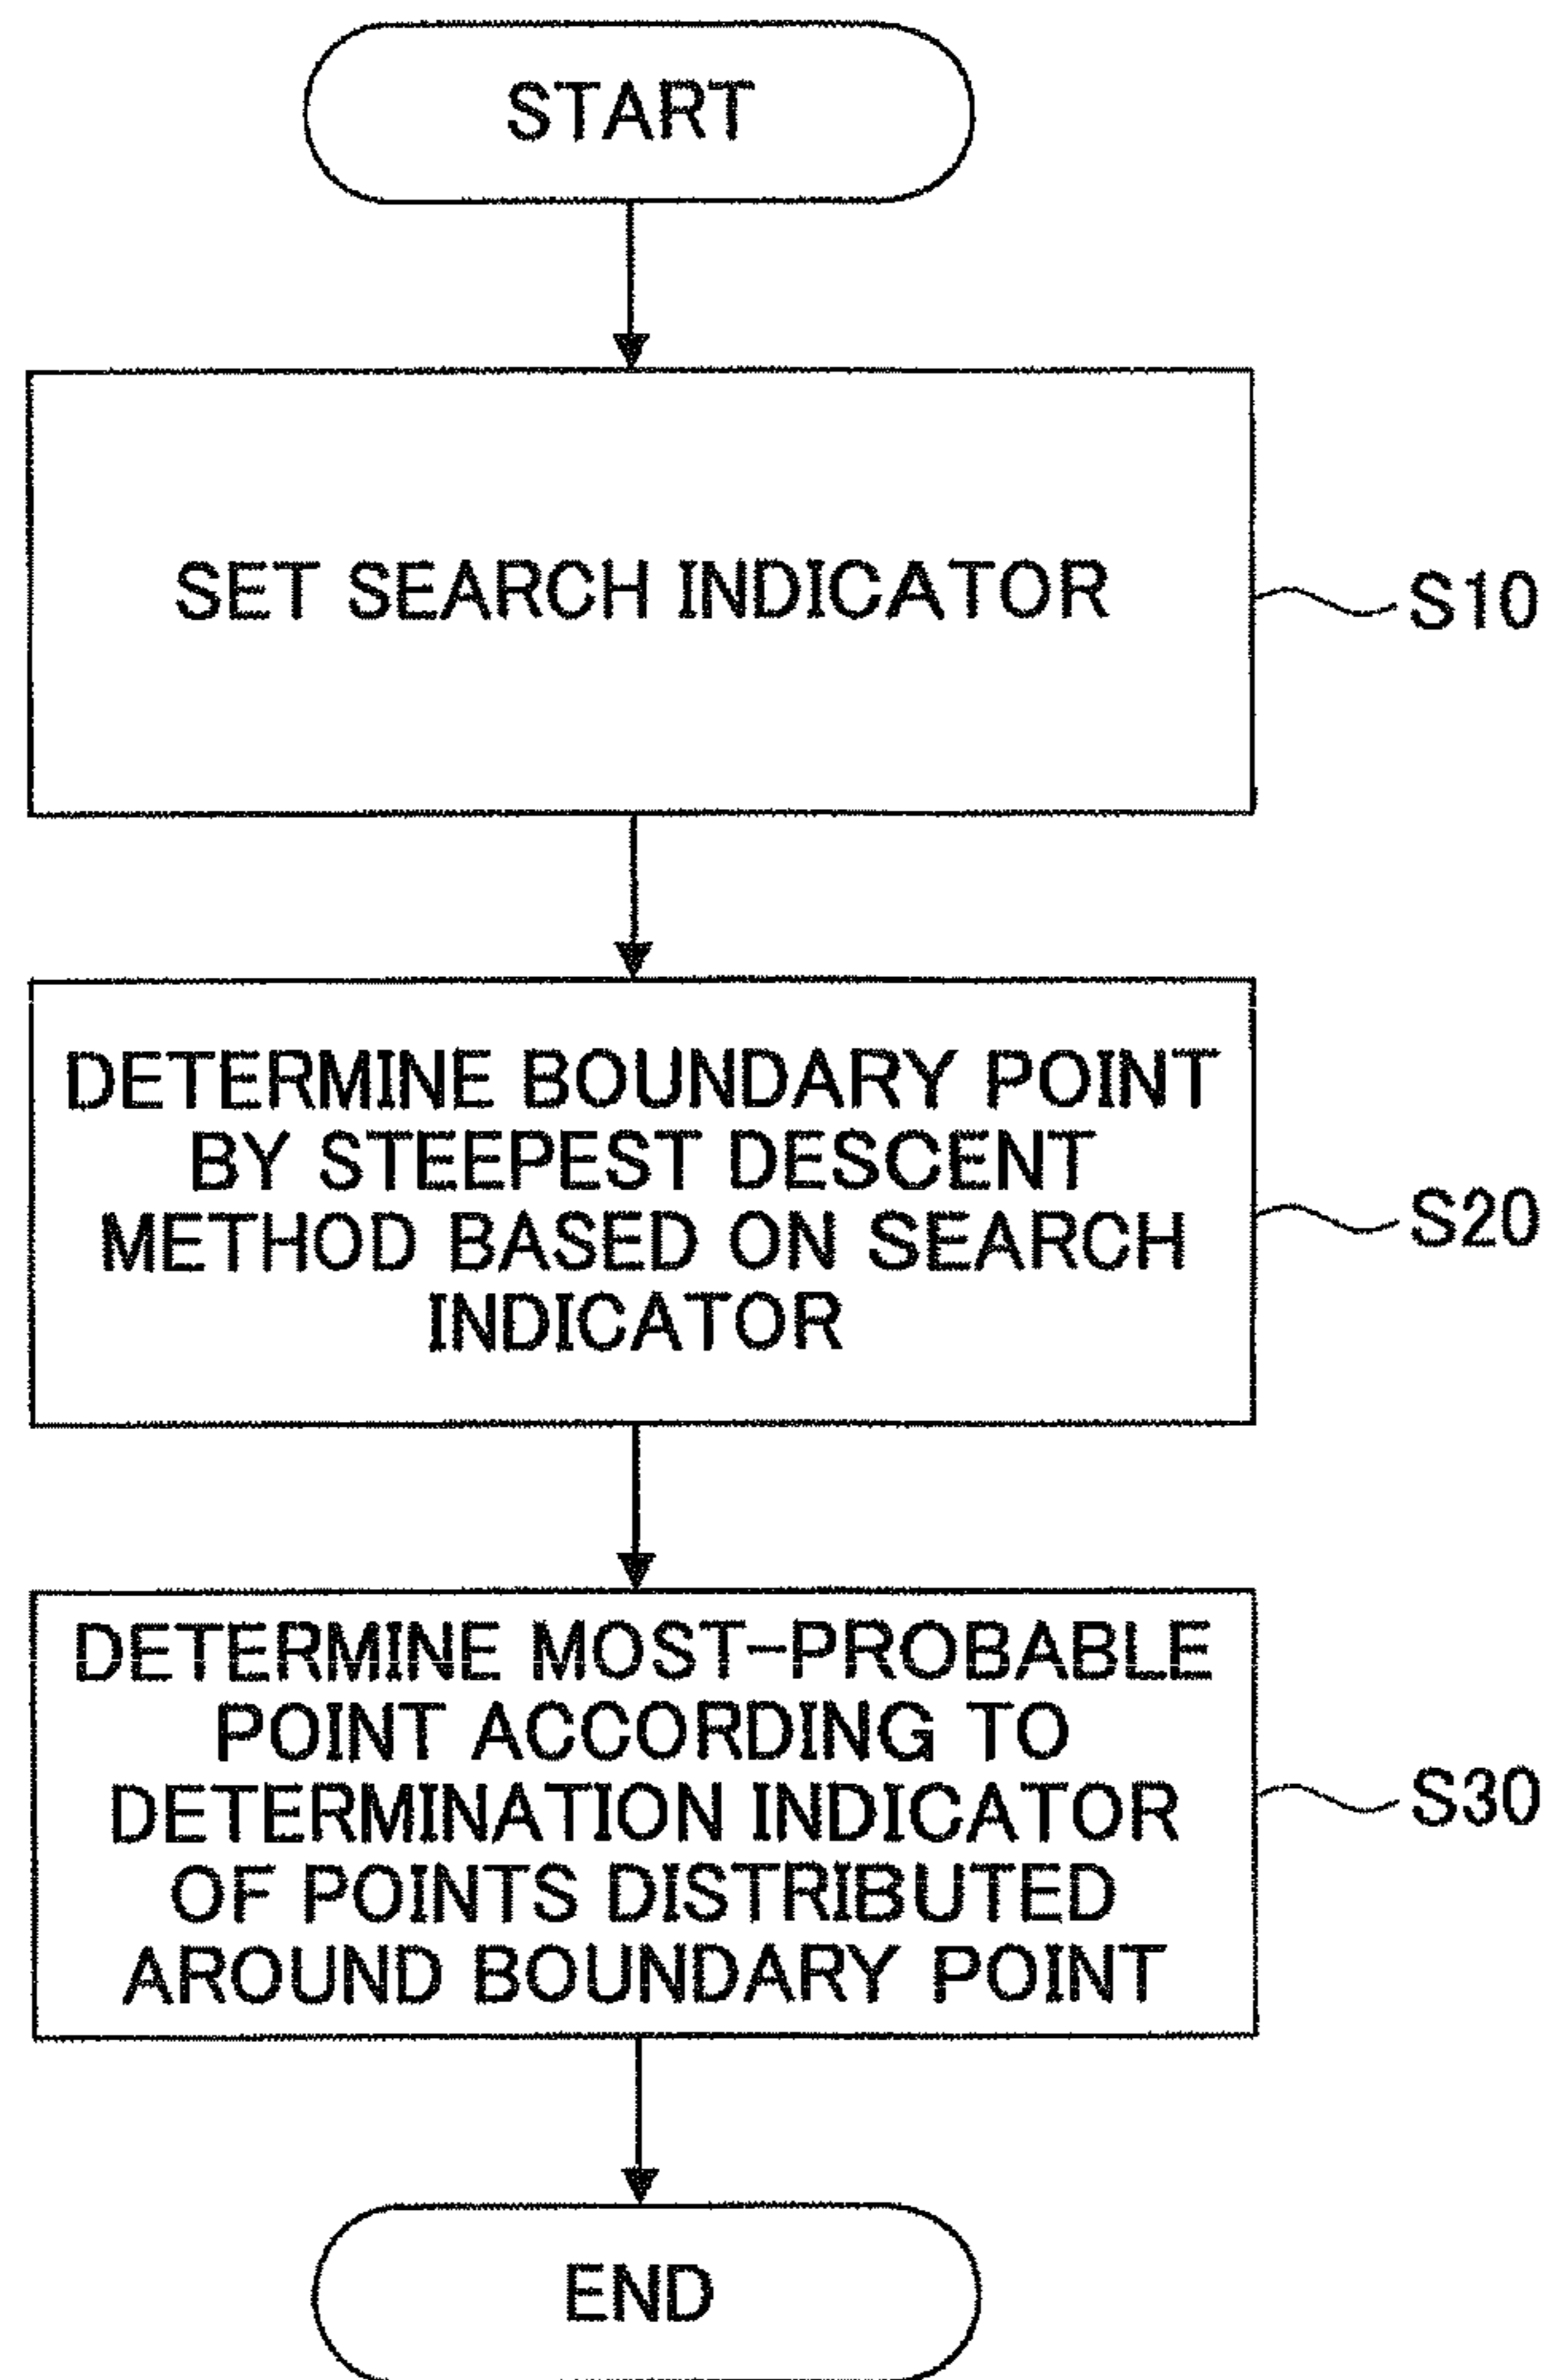 START
SET SEARCH INDICATOR
S10
DETERMINE BOUNDARY POINT
BY STEEPEST DESCENT
METHOD BASED ON SEARCH
INDICATOR
S20
DETERMINE MOST-PROBABLE
POINT ACCORDING TO
DETERMINATION INDICATOR
OF POINTS DISTRIBUTED
AROUND BOUNDARY POINT
S30
END